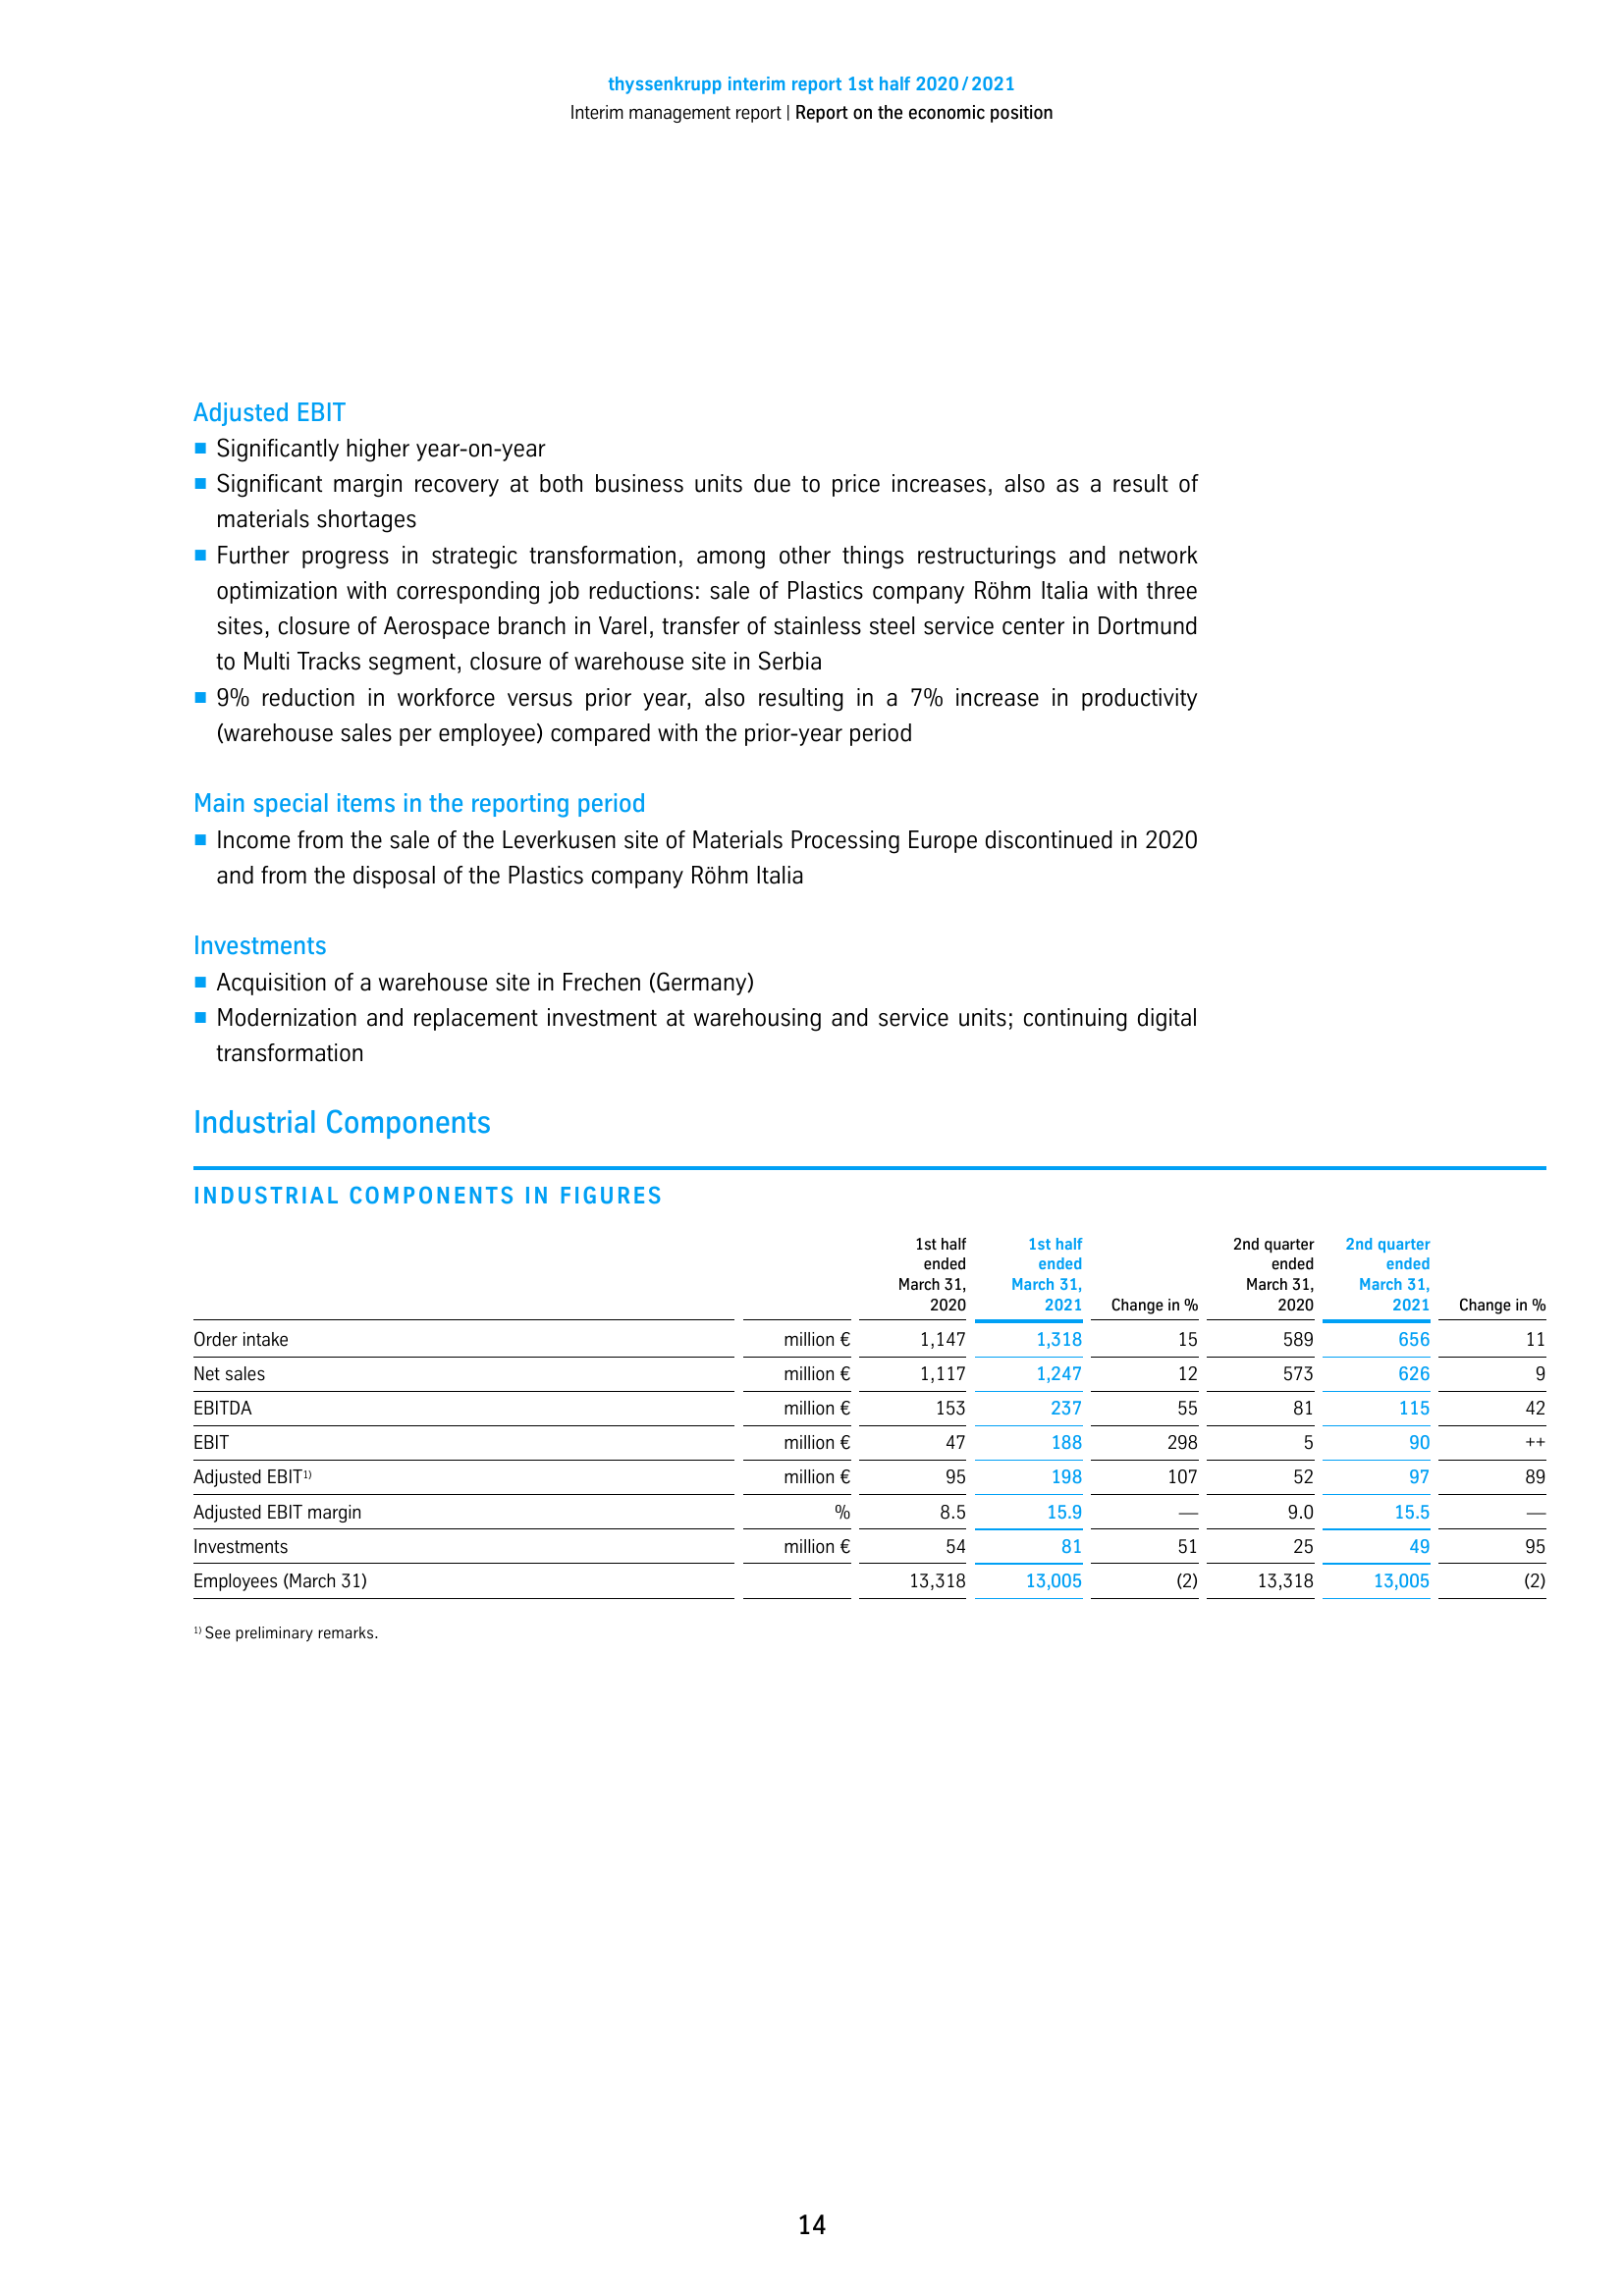 thyssenkrupp interim report 1st half 2020 / 2021
Interim management report | Report on the economic position
Adjusted EBIT
■ Significantly higher year-on-year
■ Significant margin recovery at both business units due to price increases, also as a result of
materials shortages
■ Further progress in strategic transformation, among other things restructurings and network
optimization with corresponding job reductions: sale of Plastics company Röhm Italia with three
sites, closure of Aerospace branch in Varel, transfer of stainless steel service center in Dortmund
to Multi Tracks segment, closure of warehouse site in Serbia
■ 9% reduction in workforce versus prior year, also resulting in a 7% increase in productivity
(warehouse sales per employee) compared with the prior-year period
Main special items in the reporting period
■ Income from the sale of the Leverkusen site of Materials Processing Europe discontinued in 2020
and from the disposal of the Plastics company Röhm Italia
Investments
■ Acquisition of a warehouse site in Frechen (Germany)
■ Modernization and replacement investment at warehousing and service units; continuing digital
transformation
Industrial Components
INDUSTRIAL COMPONENTS IN FIGURES
1st half 1st half 2nd quarter 2nd quarter
ended ended ended ended
March 31, March 31, March 31, March 31,
2020 2021 Change in % 2020 2021 Change in %
Order intake million € 1,147 1,318 15 589 656 11
Net sales million € 1,117 1,247 12 573 626 9
EBITDA million € 153 237 55 81 115 42
EBIT million € 47 188 298 5 90 ++
Adjusted EBIT1) million € 95 198 107 52 97 89
Adjusted EBIT margin % 8.5 15.9 — 9.0 15.5 —
Investments million € 54 81 51 25 49 95
Employees (March 31) 13,318 13,005 (2) 13,318 13,005 (2)
1) See preliminary remarks.
14